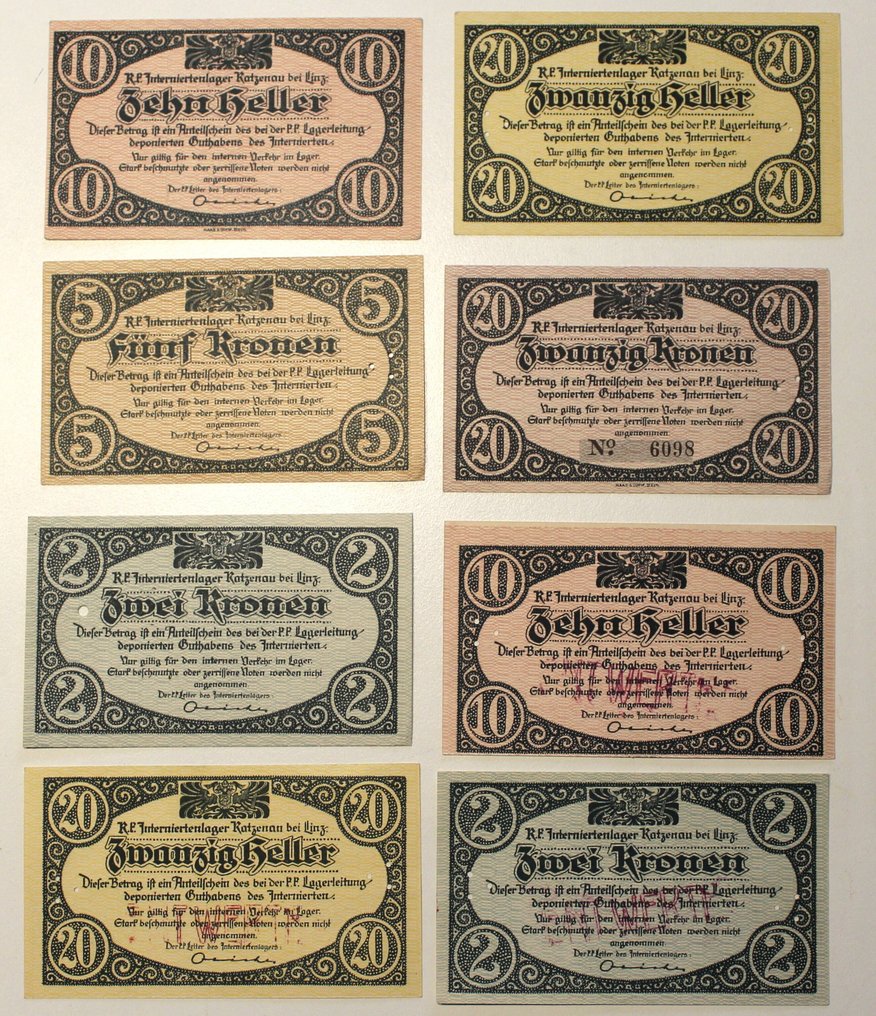 10 10
K.k. Interniertenlager Katzenau bei Linz:
Zehn Heller
Dieser Betrag ist ein Anteilschein des bei der P.P. Lagerleitung
deponierten Guthabens des Internierten.
Nur giltig für den internen Verkehr im Lager.
Stark beschmutzte oder zerrissene Noten werden nicht
angenommen.
Der k.k. Leiter des Interniertenlagers:
10 10
20 20
K.k. Interniertenlager Katzenau bei Linz:
Zwanzig Heller
Dieser Betrag ist ein Anteilschein des bei der P.P. Lagerleitung
deponierten Guthabens des Internierten.
Nur giltig für den internen Verkehr im Lager.
Stark beschmutzte oder zerrissene Noten werden nicht
angenommen.
Der k.k. Leiter des Interniertenlagers:
20 20
5 5
K.k. Interniertenlager Katzenau bei Linz:
Fünf Kronen
Dieser Betrag ist ein Anteilschein des bei der P.P. Lagerleitung
deponierten Guthabens des Internierten.
Nur giltig für den internen Verkehr im Lager.
Stark beschmutzte oder zerrissene Noten werden nicht
angenommen.
Der k.k. Leiter des Interniertenlagers
5 5
20 20
K.k. Interniertenlager Katzenau bei Linz:
Zwanzig Kronen
Dieser Betrag ist ein Anteilschein des bei der P.P. Lagerleitung
deponierten Guthabens des Internierten.
Nur giltig für den internen Verkehr im Lager.
Stark beschmutzte oder zerrissene Noten werden nicht
angenommen.
No. 6098
20 20
2 2
K.k. Interniertenlager Katzenau bei Linz:
Zwei Kronen
Dieser Betrag ist ein Anteilschein des bei der P.P. Lagerleitung
deponierten Guthabens des Internierten.
Nur giltig für den internen Verkehr im Lager.
Stark beschmutzte oder zerrissene Noten werden nicht
angenommen.
Der k.k. Leiter des Interniertenlagers
2 2
10 10
K.k. Interniertenlager Katzenau bei Linz:
Zehn Heller
Dieser Betrag ist ein Anteilschein des bei der P.P. Lagerleitung
deponierten Guthabens des Internierten.
Nur giltig für den internen Verkehr im Lager.
Stark beschmutzte oder zerrissene Noten werden nicht
angenommen.
Der k.k. Leiter des Interniertenlagers:
10 10
20 20
K.k. Interniertenlager Katzenau bei Linz:
Zwanzig Heller
Dieser Betrag ist ein Anteilschein des bei der P.P. Lagerleitung
deponierten Guthabens des Internierten.
Nur giltig für den internen Verkehr im Lager.
Stark beschmutzte oder zerrissene Noten werden nicht
angenommen.
Der k.k. Leiter des Interniertenlagers:
20 20
2 2
K.k. Interniertenlager Katzenau bei Linz:
Zwei Kronen
Dieser Betrag ist ein Anteilschein des bei der P.P. Lagerleitung
deponierten Guthabens des Internierten.
Nur giltig für den internen Verkehr im Lager.
Stark beschmutzte oder zerrissene Noten werden nicht
angenommen.
Der k.k. Leiter des Interniertenlagers:
2 2